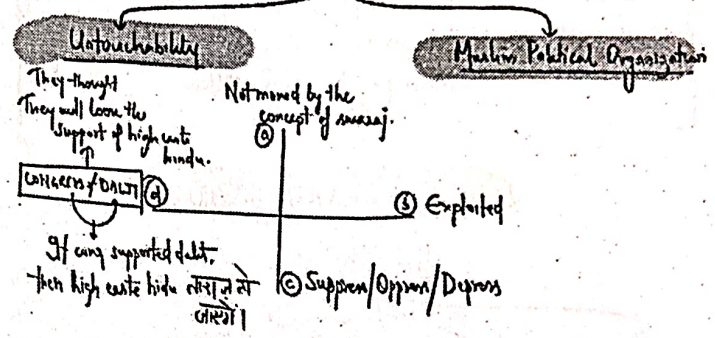 Untouchability
Muslim Political Organization
They thought
They will loose the
support of high caste
hindu.
Not moved by the
concept of swaraj.
(a)
CONGRESS / DALIT (d)
(b) Exploited
If cong supported dalit,
then high caste hidu नाराज़ हो
जाएंगे।
(c) Suppress/Oppress/Depress